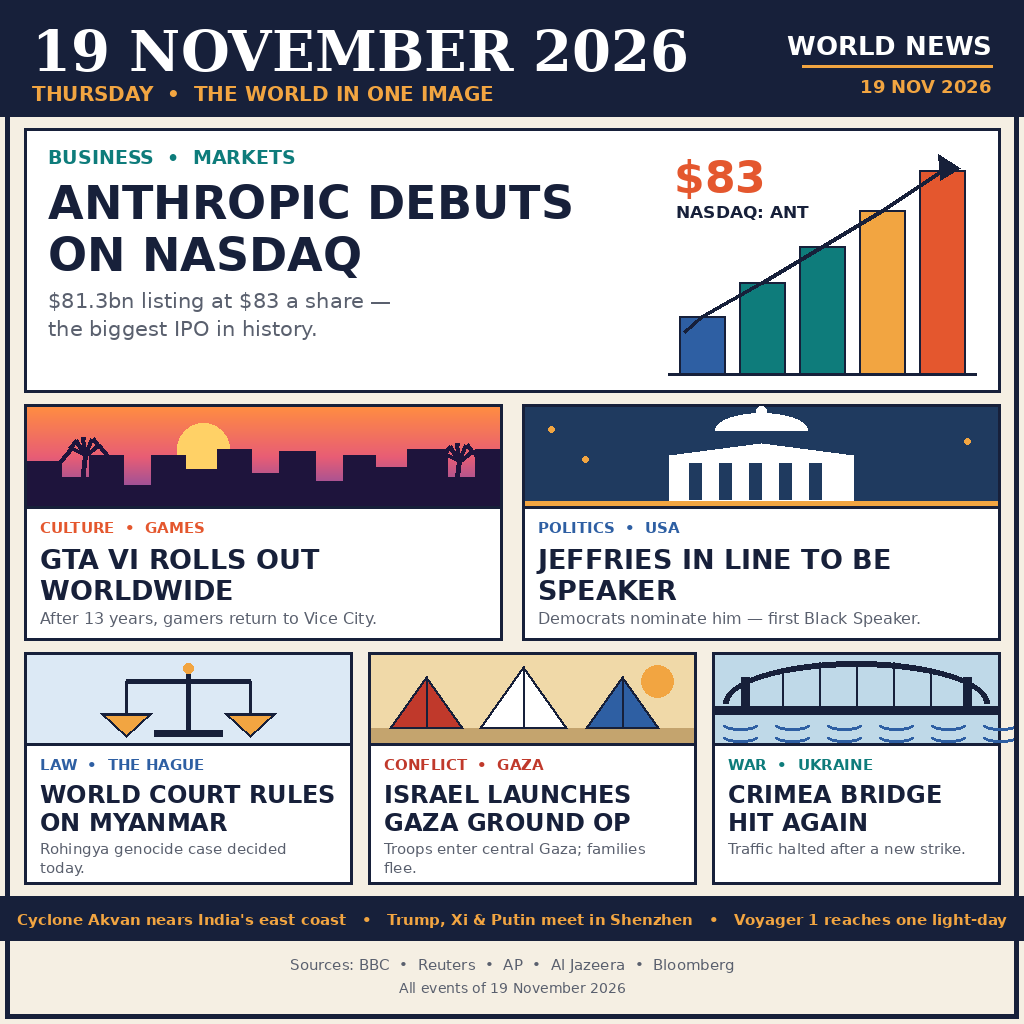 19 NOVEMBER 2026
THURSDAY • THE WORLD IN ONE IMAGE
WORLD NEWS
19 NOV 2026
BUSINESS • MARKETS
ANTHROPIC DEBUTS
ON NASDAQ
$81.3bn listing at $83 a share —
the biggest IPO in history.
$83
NASDAQ: ANT
CULTURE • GAMES
GTA VI ROLLS OUT
WORLDWIDE
After 13 years, gamers return to Vice City.
POLITICS • USA
JEFFRIES IN LINE TO BE
SPEAKER
Democrats nominate him — first Black Speaker.
LAW • THE HAGUE
WORLD COURT RULES
ON MYANMAR
Rohingya genocide case decided
today.
CONFLICT • GAZA
ISRAEL LAUNCHES
GAZA GROUND OP
Troops enter central Gaza; families
flee.
WAR • UKRAINE
CRIMEA BRIDGE
HIT AGAIN
Traffic halted after a new strike.
Cyclone Akvan nears India's east coast • Trump, Xi & Putin meet in Shenzhen • Voyager 1 reaches one light-day
Sources: BBC • Reuters • AP • Al Jazeera • Bloomberg
All events of 19 November 2026